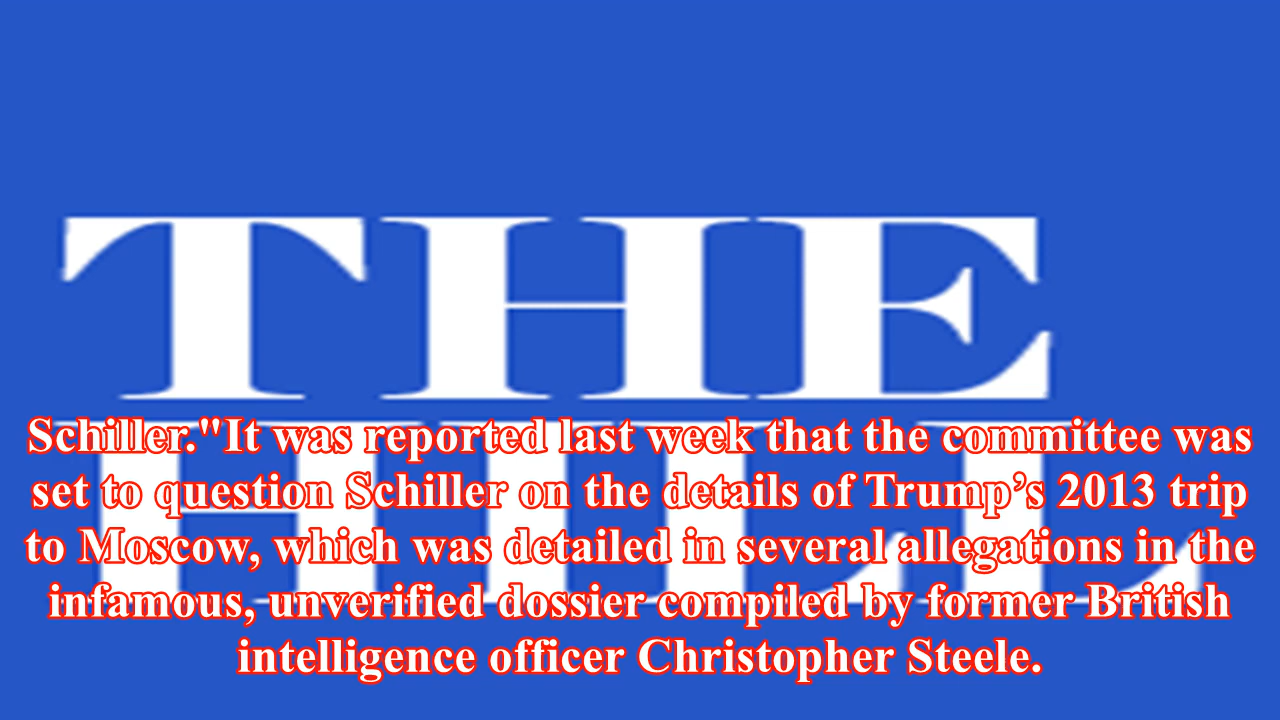 THE
HILL
Schiller."It was reported last week that the committee was
set to question Schiller on the details of Trump’s 2013 trip
to Moscow, which was detailed in several allegations in the
infamous, unverified dossier compiled by former British
intelligence officer Christopher Steele.